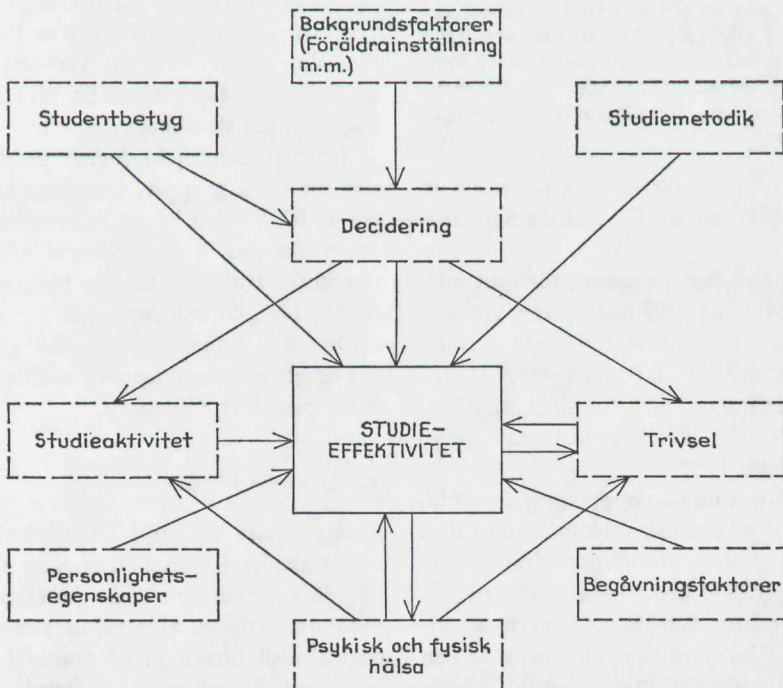 Bakgrundsfaktorer
(Föräldrainställning
m.m.)
Studentbetyg
Studiemetodik
Decidering
Studieaktivitet
STUDIE-
EFFEKTIVITET
Trivsel
Personlighets-
egenskaper
Begåvningsfaktorer
Psykisk och fysisk
hälsa